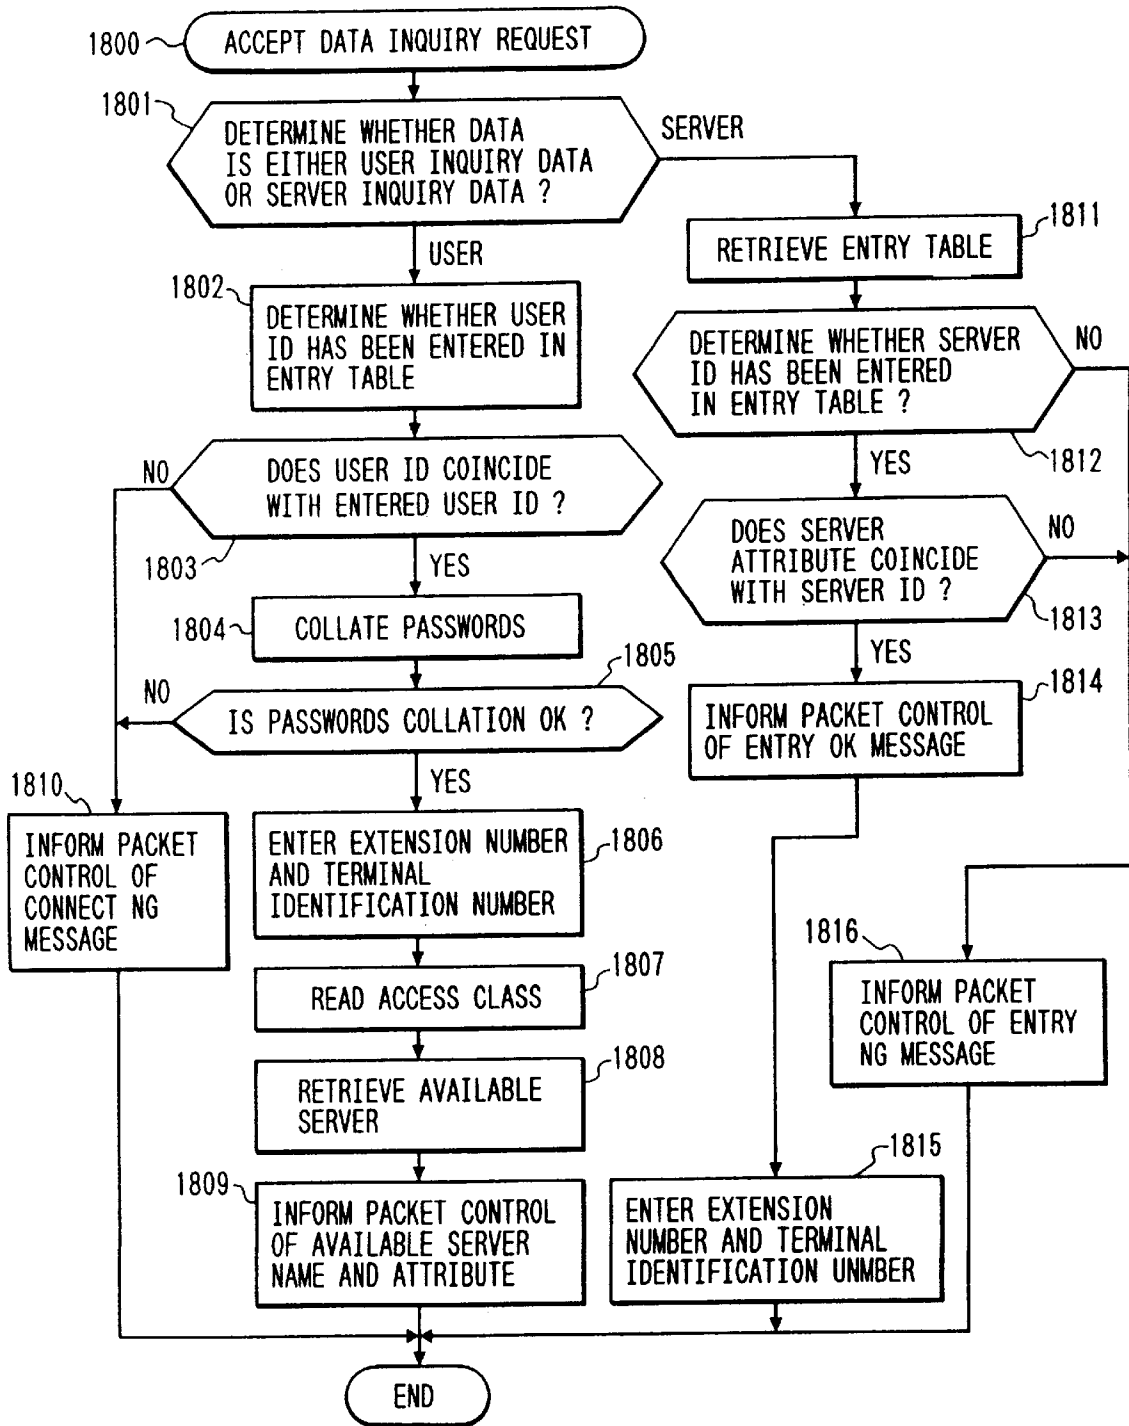 1800
ACCEPT DATA INQUIRY REQUEST
1801
DETERMINE WHETHER DATA
IS EITHER USER INQUIRY DATA
OR SERVER INQUIRY DATA ?
SERVER
USER
1802
DETERMINE WHETHER USER
ID HAS BEEN ENTERED IN
ENTRY TABLE
NO
DOES USER ID COINCIDE
WITH ENTERED USER ID ?
1803
YES
1804
COLLATE PASSWORDS
1805
NO
IS PASSWORDS COLLATION OK ?
YES
1810
INFORM PACKET
CONTROL OF
CONNECT NG
MESSAGE
ENTER EXTENSION NUMBER
AND TERMINAL
IDENTIFICATION NUMBER
1806
1807
READ ACCESS CLASS
1808
RETRIEVE AVAILABLE
SERVER
1809
INFORM PACKET CONTROL
OF AVAILABLE SERVER
NAME AND ATTRIBUTE
1811
RETRIEVE ENTRY TABLE
DETERMINE WHETHER SERVER
ID HAS BEEN ENTERED
IN ENTRY TABLE ?
NO
1812
YES
DOES SERVER
ATTRIBUTE COINCIDE
WITH SERVER ID ?
NO
1813
YES
1814
INFORM PACKET CONTROL
OF ENTRY OK MESSAGE
1816
INFORM PACKET
CONTROL OF ENTRY
NG MESSAGE
1815
ENTER EXTENSION
NUMBER AND TERMINAL
IDENTIFICATION UNMBER
END